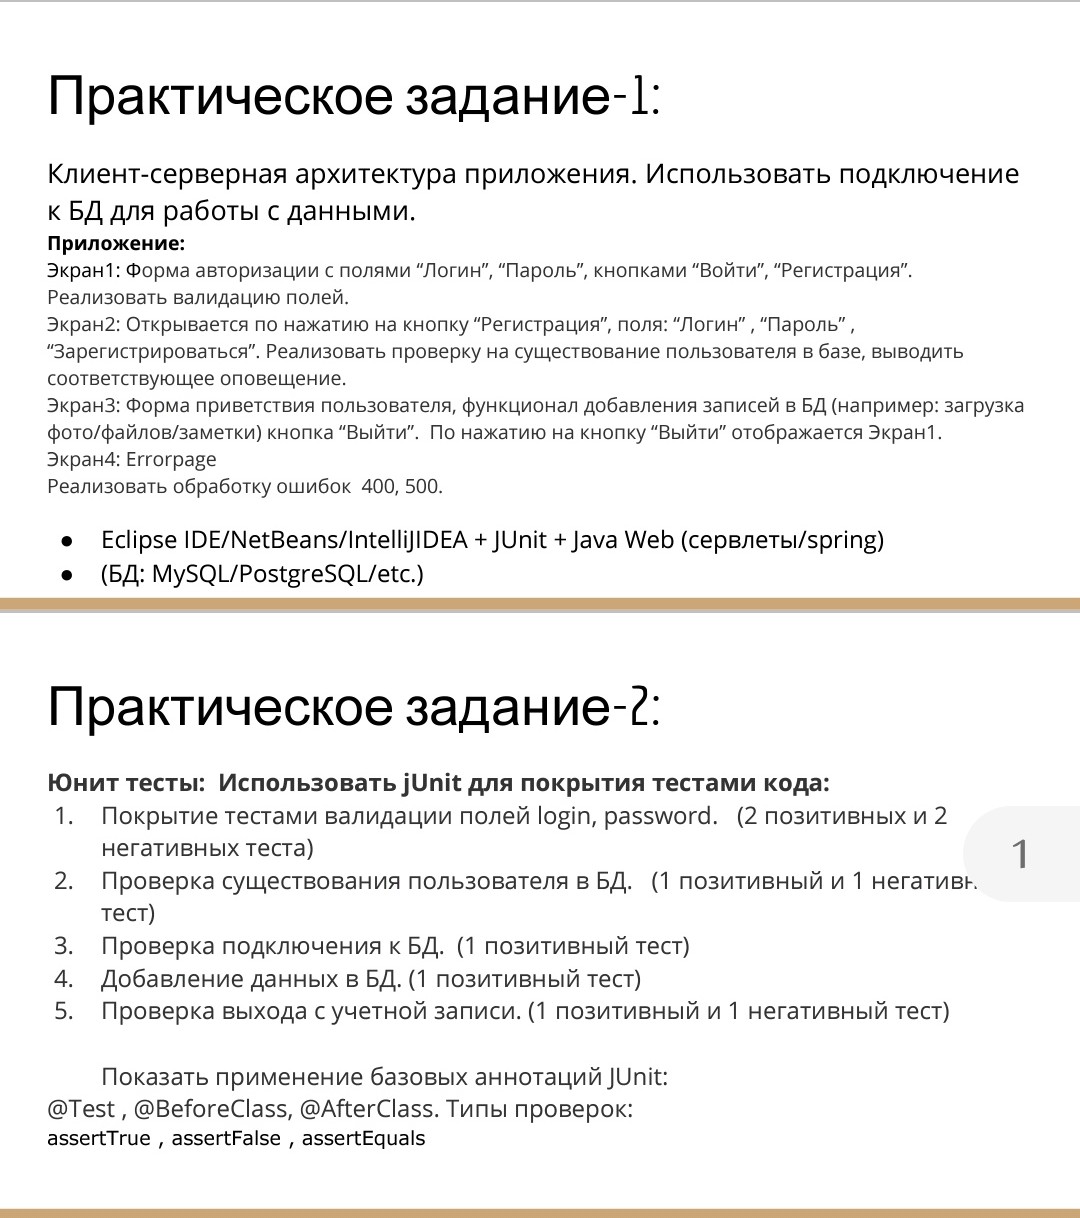 Практическое задание-1:
Клиент-серверная архитектура приложения. Использовать подключение
к БД для работы с данными.
Приложение:
Экран1: Форма авторизации с полями “Логин”, “Пароль”, кнопками “Войти”, “Регистрация”.
Реализовать валидацию полей.
Экран2: Открывается по нажатию на кнопку “Регистрация”, поля: “Логин” , “Пароль” ,
“Зарегистрироваться”. Реализовать проверку на существование пользователя в базе, выводить
соответствующее оповещение.
Экран3: Форма приветствия пользователя, функционал добавления записей в БД (например: загрузка
фото/файлов/заметки) кнопка “Выйти”.  По нажатию на кнопку “Выйти” отображается Экран1.
Экран4: Errorpage
Реализовать обработку ошибок  400, 500.
● Eclipse IDE/NetBeans/IntelliJIDEA + JUnit + Java Web (сервлеты/spring)
● (БД: MySQL/PostgreSQL/etc.)
Практическое задание-2:
Юнит тесты:  Использовать jUnit для покрытия тестами кода:
1. Покрытие тестами валидации полей login, password.   (2 позитивных и 2
негативных теста)
1
2. Проверка существования пользователя в БД.   (1 позитивный и 1
тест)
3. Проверка подключения к БД.  (1 позитивный тест)
4. Добавление данных в БД. (1 позитивный тест)
5. Проверка выхода с учетной записи. (1 позитивный и 1 негативный тест)
Показать применение базовых аннотаций JUnit:
@Test , @BeforeClass, @AfterClass. Типы проверок:
assertTrue , assertFalse , assertEquals